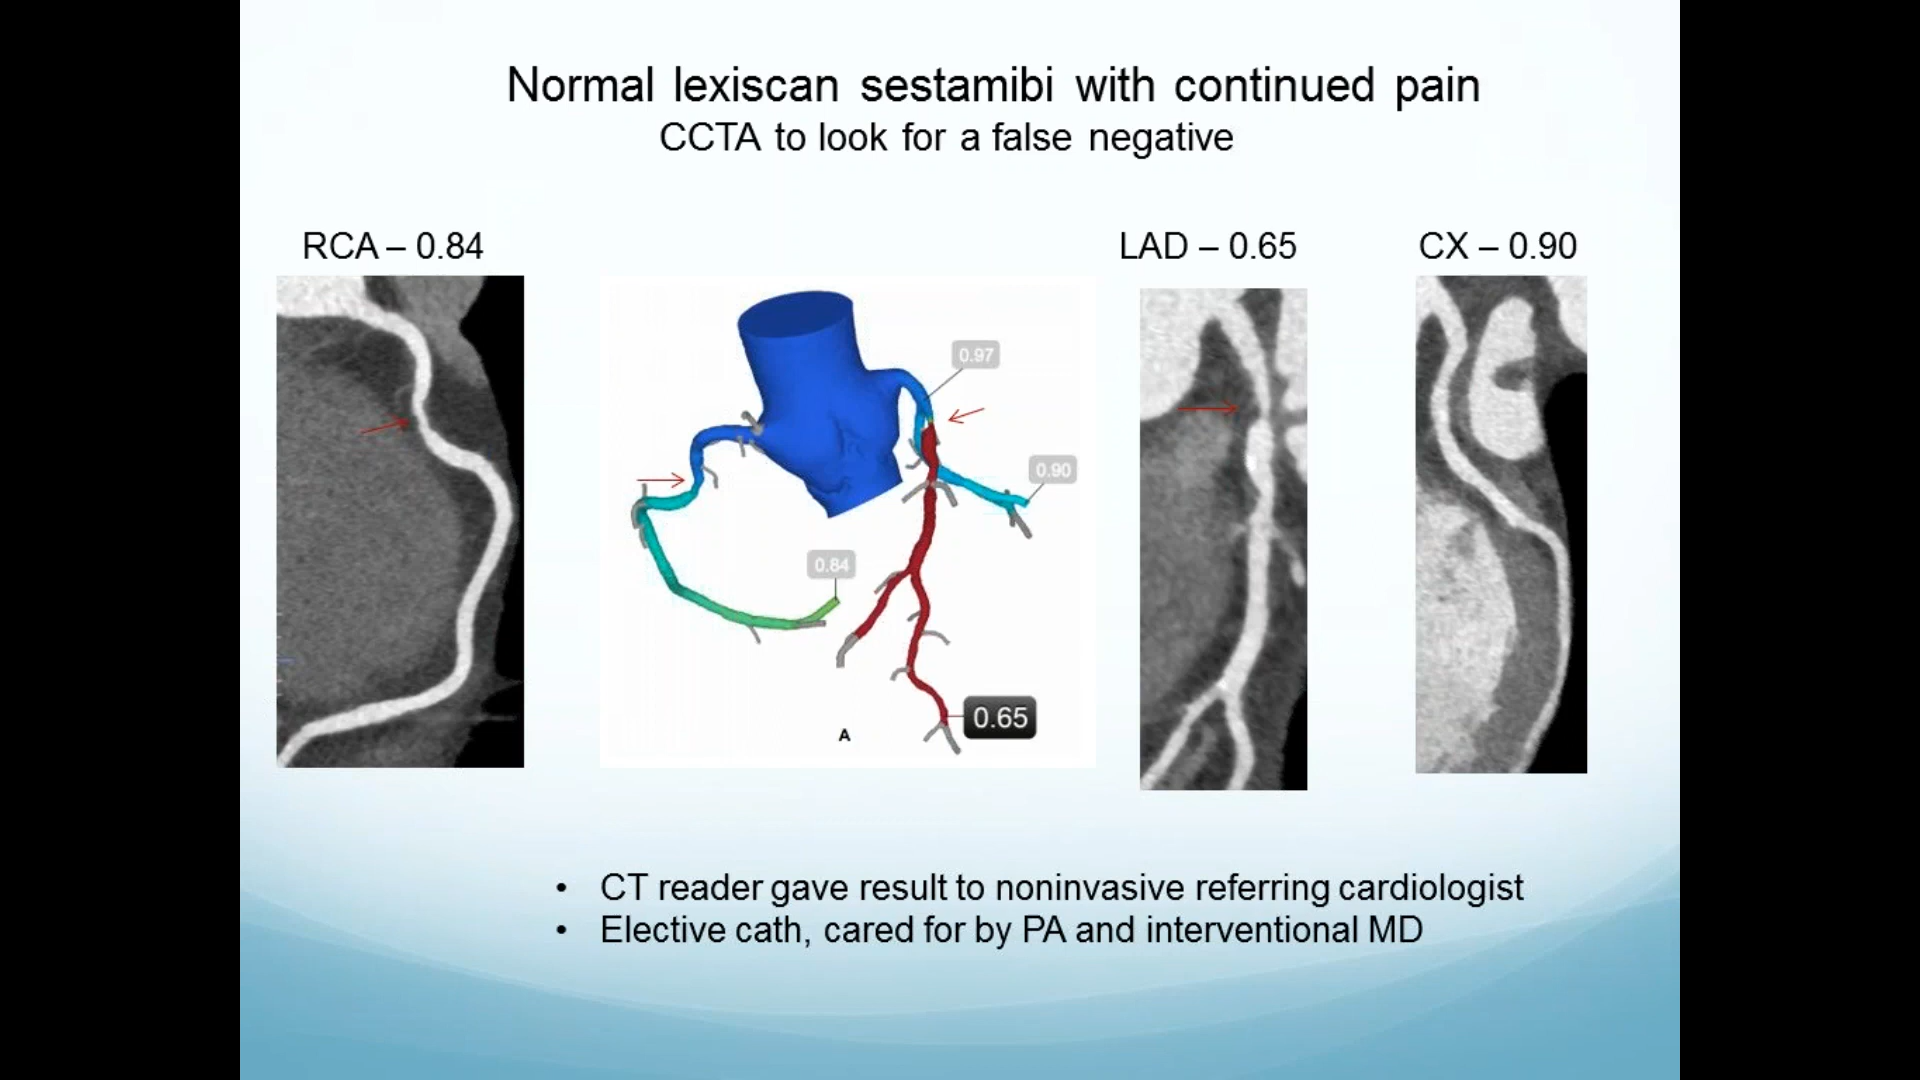 Normal lexiscan sestamibi with continued pain
CCTA to look for a false negative
RCA – 0.84
LAD – 0.65
CX – 0.90
0.97
0.90
0.84
0.65
A
• CT reader gave result to noninvasive referring cardiologist
• Elective cath, cared for by PA and interventional MD